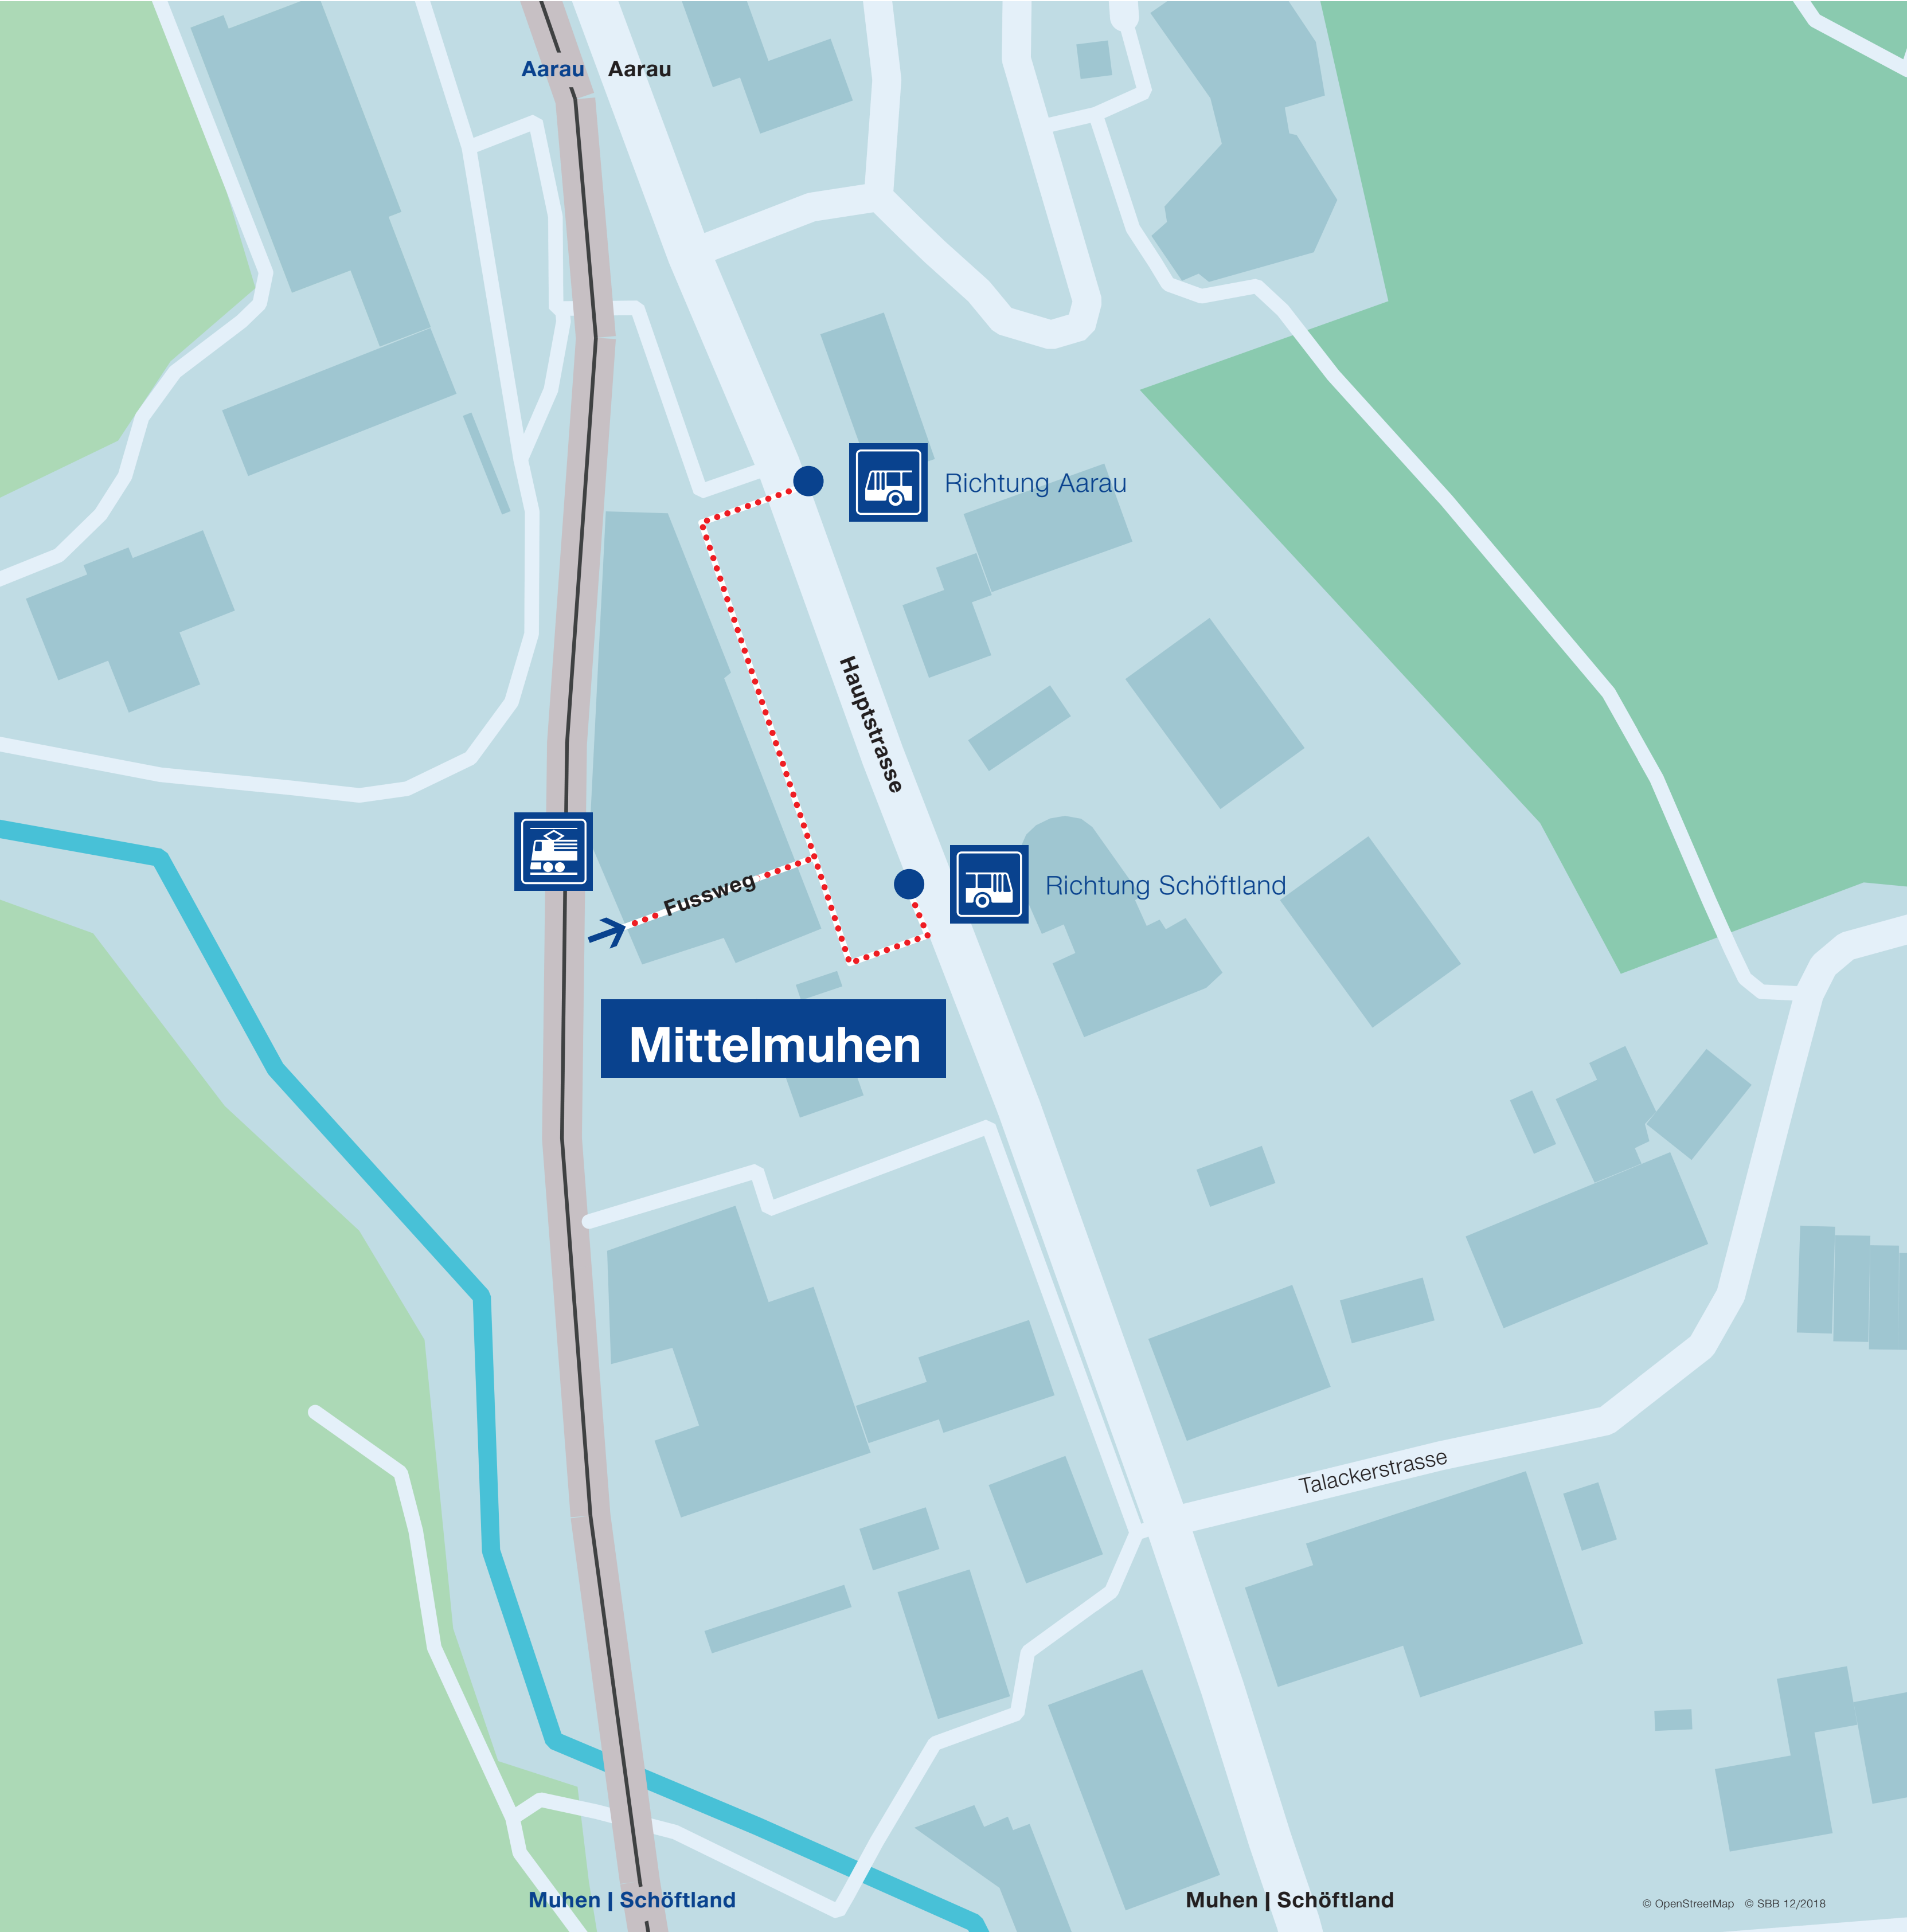 Aarau Aarau
Richtung Aarau
Hauptstrasse
Richtung Schöftland
Fussweg
Mittelmuhen
Talackerstrasse
Muhen | Schöftland Muhen | Schöftland
© OpenStreetMap © SBB 12/2018